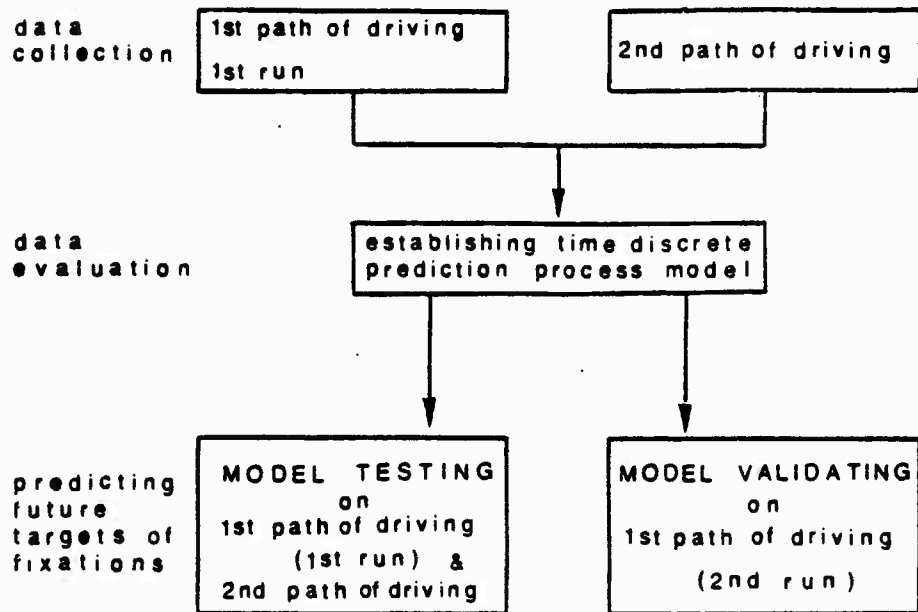 data
collection
1st path of driving
1st run
2nd path of driving
data
evaluation
establishing time discrete
prediction process model
predicting
future
targets of
fixations
MODEL TESTING
on
1st path of driving
(1st run) &
2nd path of driving
MODEL VALIDATING
on
1st path of driving
(2nd run)